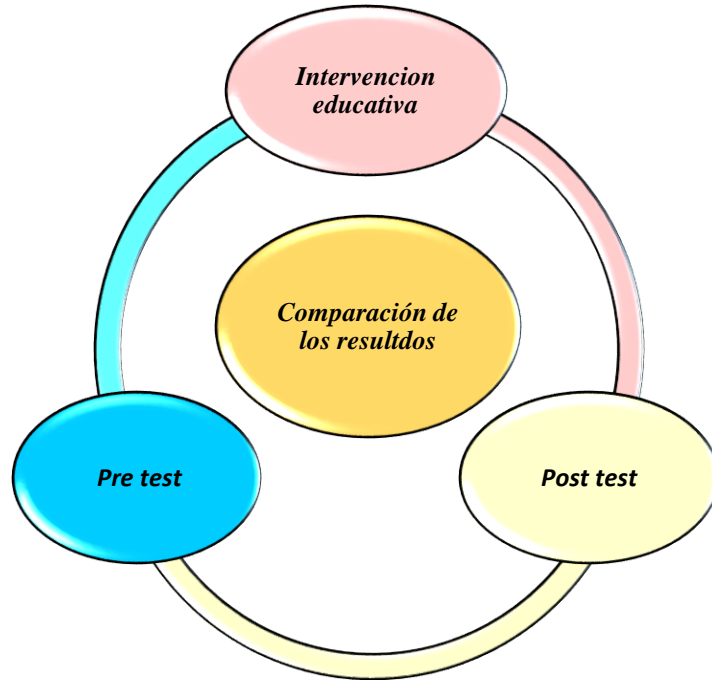 Intervencion
educativa
Comparación de
los resultdos
Pre test
Post test